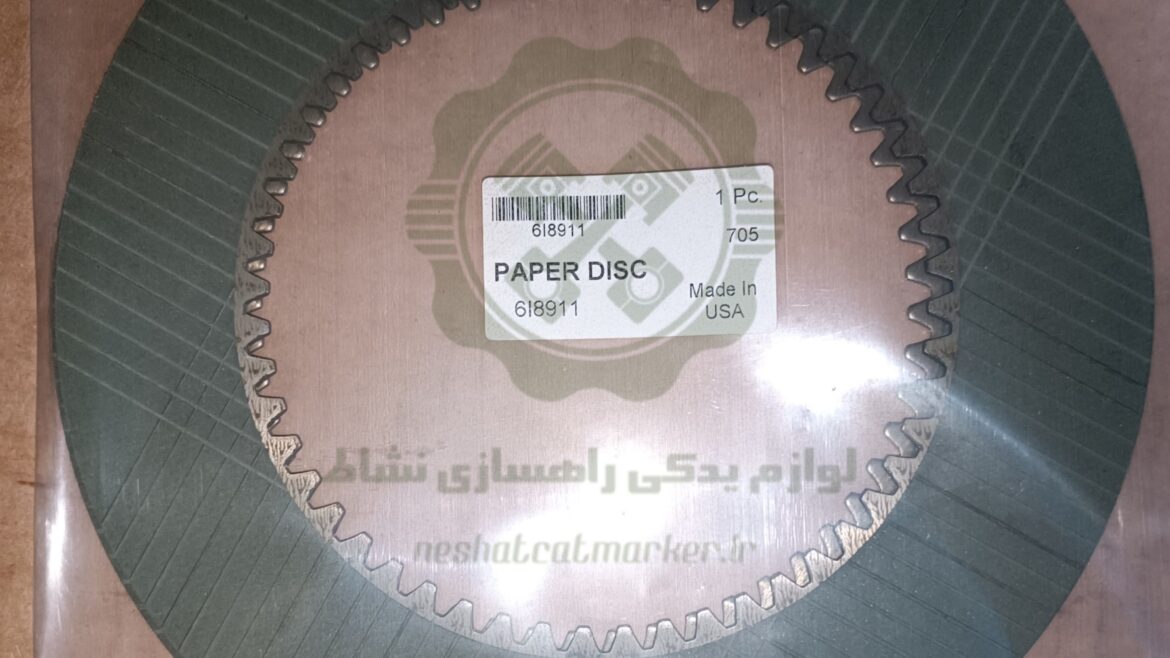 1 Pc.
6I8911
705
PAPER DISC
6I8911
Made In
USA
لوازم یدکی راهسازی نشاط
neshatcatmarker.ir